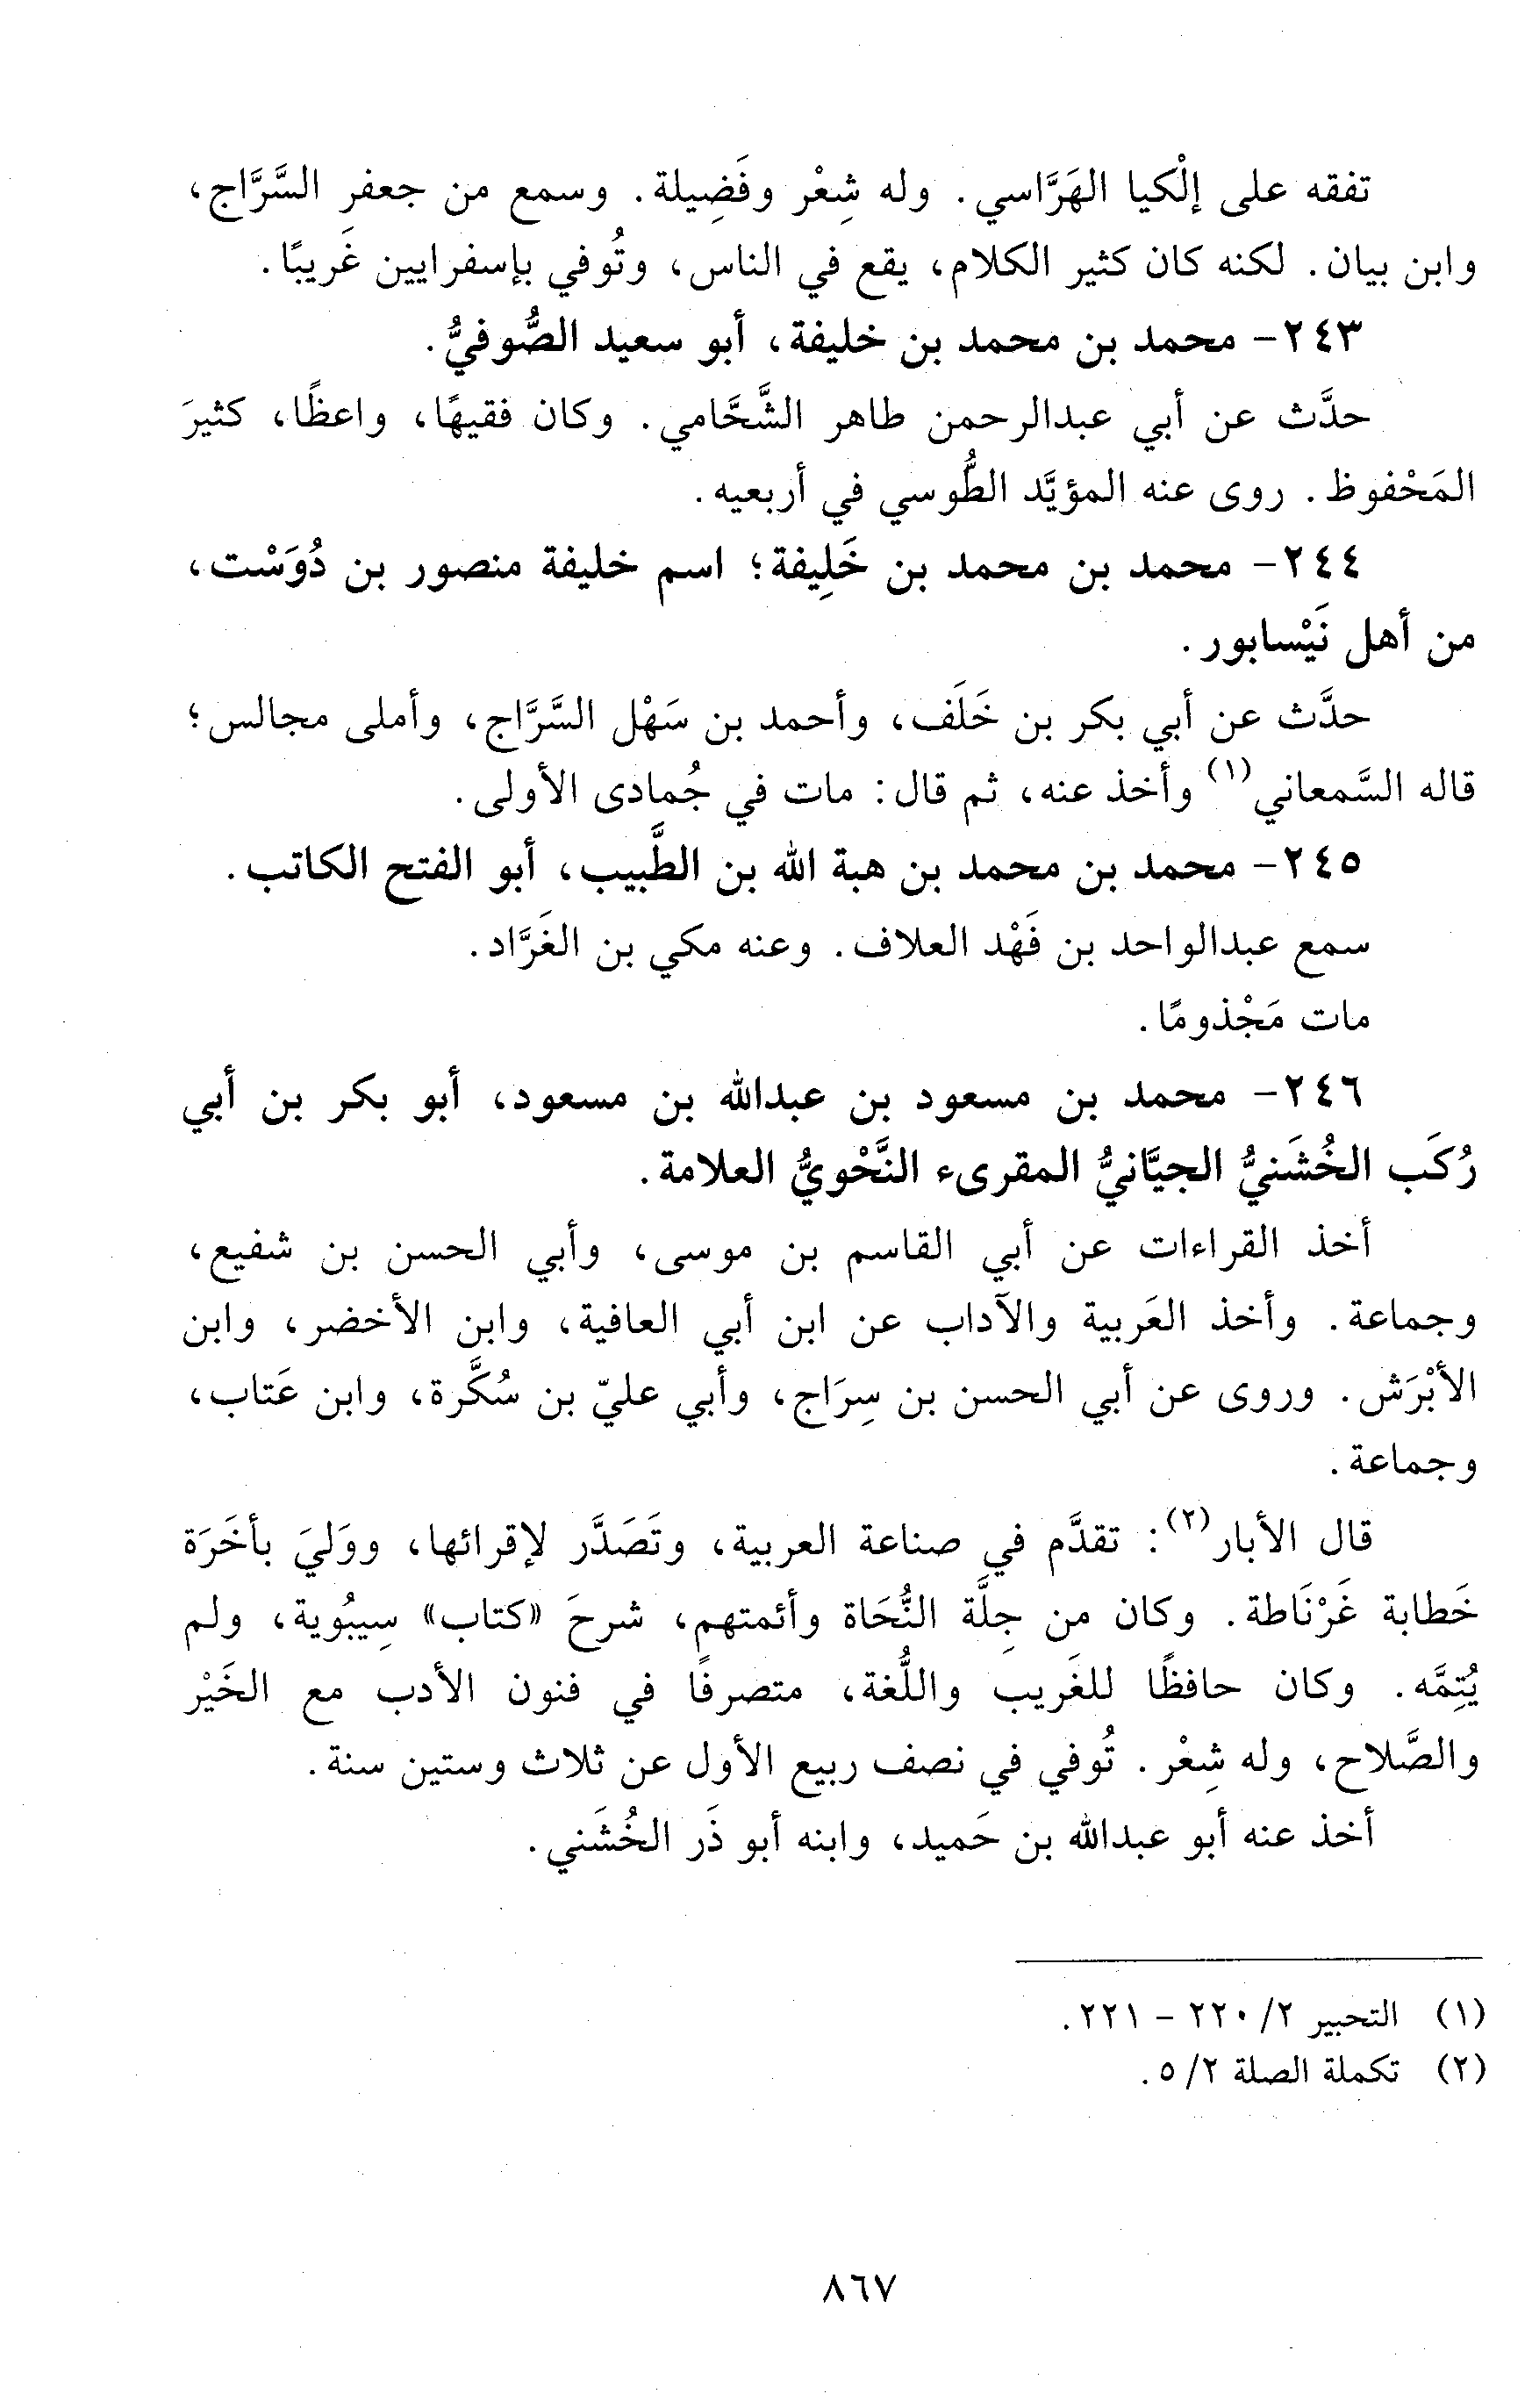 تفقه على إلْكيا الهَرَّاسي. وله شِعْر وفَضِيلة. وسمع من جعفر السَّرَّاج،
وابن بيان. لكنه كان كثير الكلام، يقع في الناس، وتُوفي بإسفرايين غَريبًا.
٢٤٣- محمد بن محمد بن خليفة، أبو سعيد الصُّوفيُّ.
حدَّث عن أبي عبدالرحمن طاهر الشَّحَّامي. وكان فقيهًا، واعظًا، كثيرَ
المَحْفوظ. روى عنه المؤيَّد الطُّوسي في أربعيه.
٢٤٤- محمد بن محمد بن خَلِيفة؛ اسم خليفة منصور بن دُوَسْت،
من أهل نَيْسابور.
حدَّث عن أبي بكر بن خَلَف، وأحمد بن سَهْل السَّرَّاج، وأملى مجالس؛
قاله السَّمعاني(١) وأخذ عنه، ثم قال: مات في جُمادى الأولى.
٢٤٥- محمد بن محمد بن هبة الله بن الطَّبيب، أبو الفتح الكاتب.
سمع عبدالواحد بن فَهْد العلاف. وعنه مكي بن الغَرَّاد.
مات مَجْذومًا.
٢٤٦- محمد بن مسعود بن عبدالله بن مسعود، أبو بكر بن أبي
رُكَب الخُشَنيُّ الجيَّانيُّ المقرىء النَّحْويُّ العلامة.
أخذ القراءات عن أبي القاسم بن موسى، وأبي الحسن بن شفيع،
وجماعة. وأخذ العَربية والآداب عن ابن أبي العافية، وابن الأخضر، وابن
الأبْرَش. وروى عن أبي الحسن بن سِرَاج، وأبي عليّ بن سُكَّرة، وابن عَتاب،
وجماعة.
قال الأبار(٢): تقدَّم في صناعة العربية، وتَصَدَّر لإقرائها، ووَليَ بأخَرَة
خَطابة غَرْنَاطة. وكان من جِلَّة النُّحَاة وأئمتهم، شرحَ «كتاب» سِيبُوية، ولم
يُتِمَّه. وكان حافظًا للغَريب واللُّغة، متصرفًا في فنون الأدب مع الخَيْر
والصَّلاح، وله شِعْر. تُوفي في نصف ربيع الأول عن ثلاث وستين سنة.
أخذ عنه أبو عبدالله بن حَميد، وابنه أبو ذَر الخُشَني.
(١) التحبير ٢/ ٢٢٠ - ٢٢١.
(٢) تكملة الصلة ٢/ ٥.
٨٦٧